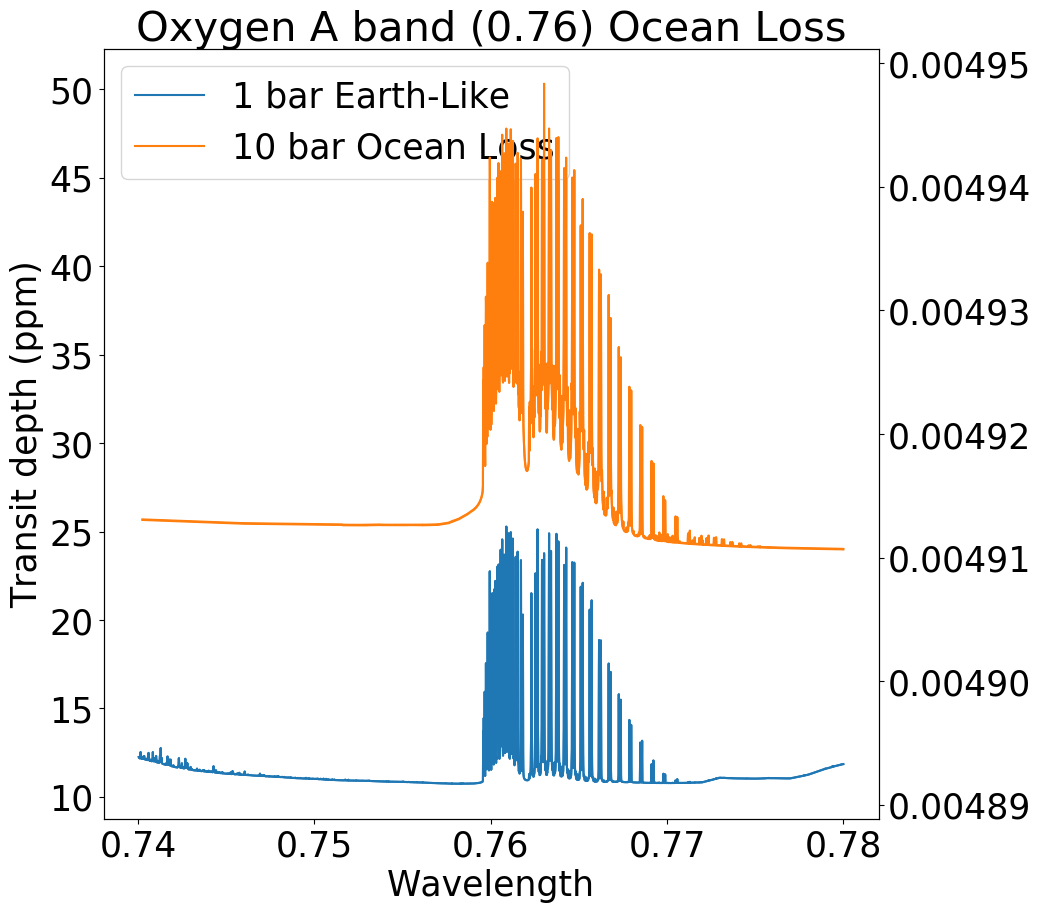 Oxygen A band (0.76) Ocean Loss
1 bar Earth-Like
10 bar Ocean Loss
Transit depth (ppm)
50
45
40
35
30
25
20
15
10
0.00495
0.00494
0.00493
0.00492
0.00491
0.00490
0.00489
0.74 0.75 0.76 0.77 0.78
Wavelength